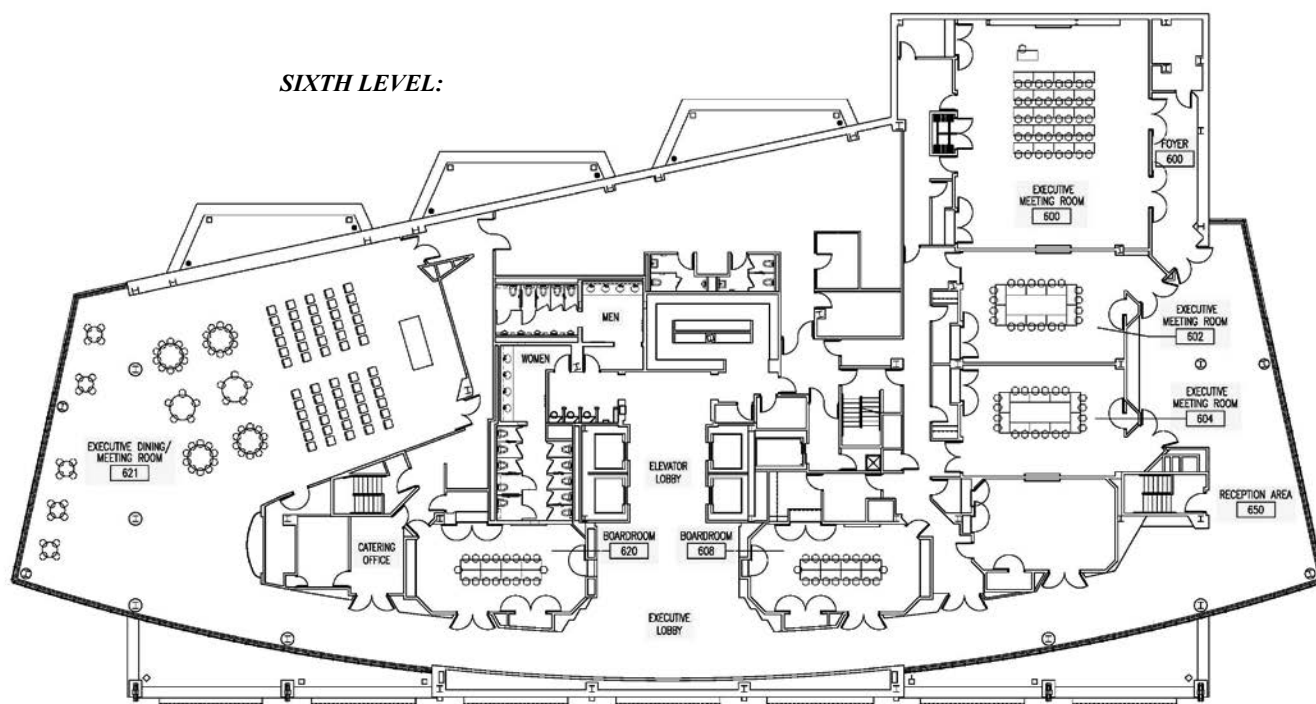 SIXTH LEVEL:
FOYER
600
EXECUTIVE
MEETING ROOM
600
MEN
EXECUTIVE
MEETING ROOM
602
WOMEN
EXECUTIVE
MEETING ROOM
604
EXECUTIVE DINING/
MEETING ROOM
621
ELEVATOR
LOBBY
RECEPTION AREA
650
CATERING
OFFICE
BOARDROOM
620
BOARDROOM
608
EXECUTIVE
LOBBY